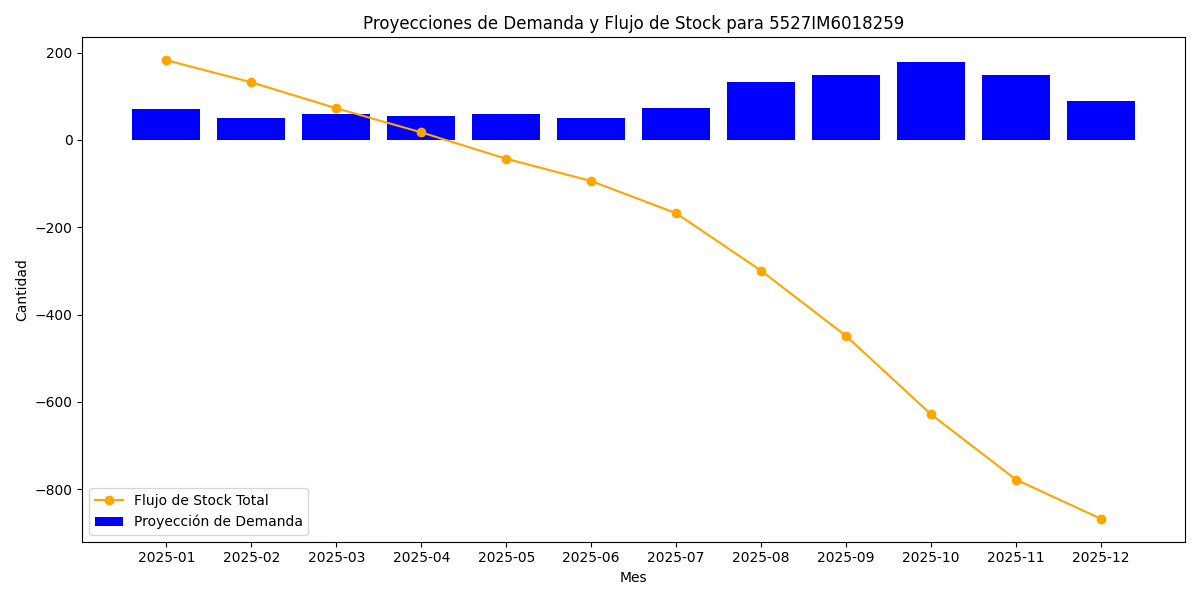 Proyecciones de Demanda y Flujo de Stock para 5527IM6018259
200
0
−200
−400
−600
−800
Cantidad
Flujo de Stock Total
Proyección de Demanda
2025-01 2025-02 2025-03 2025-04 2025-05 2025-06 2025-07 2025-08 2025-09 2025-10 2025-11 2025-12
Mes